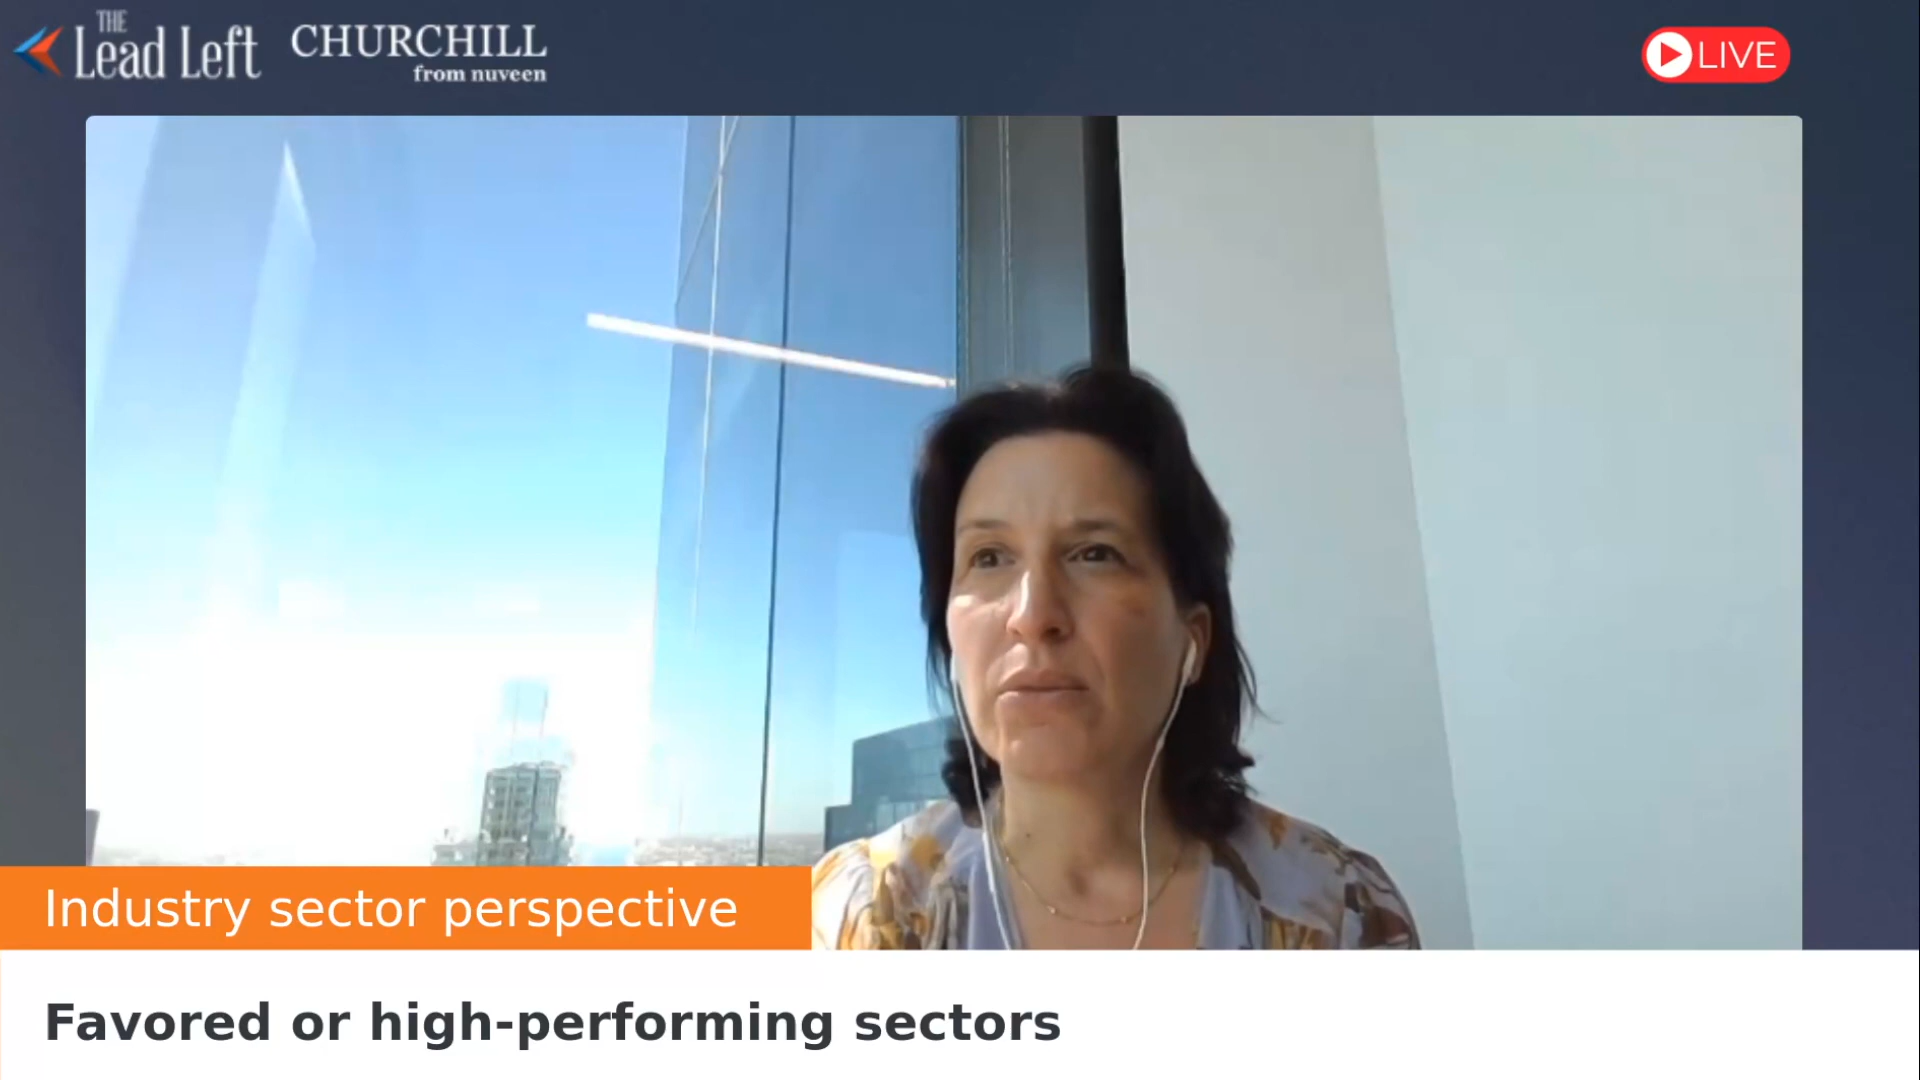 THE
Lead Left
CHURCHILL
from nuveen
LIVE
Industry sector perspective
Favored or high-performing sectors